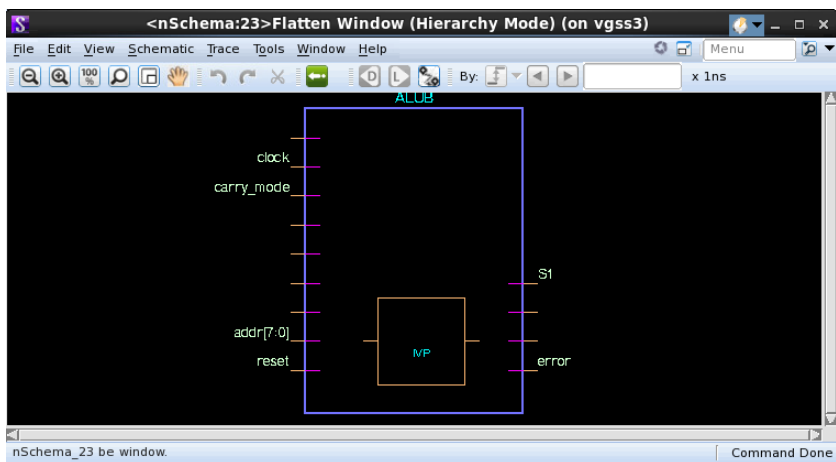 <nSchema:23>Flatten Window (Hierarchy Mode) (on vgss3)
File Edit View Schematic Trace Tools Window Help
Menu
100 %
D L By: x 1ns
ALUB
clock
carry_mode
S1
addr[7:0]
IVP
reset
error
nSchema_23 be window.
Command Done